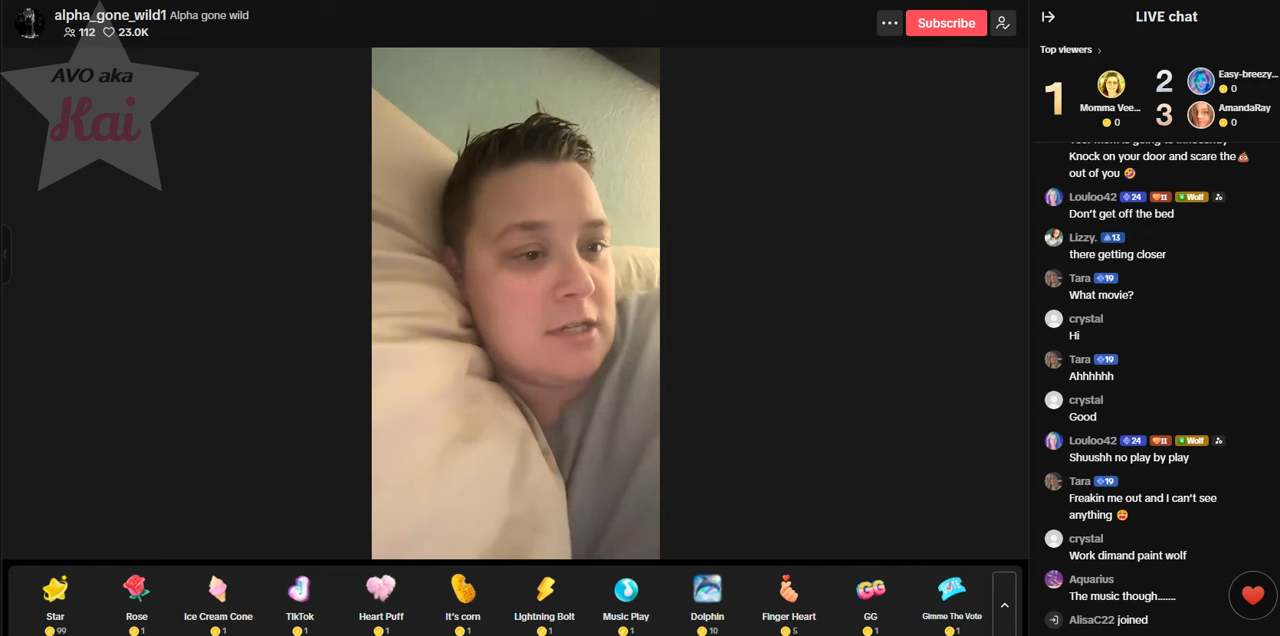 alpha_gone_wild1 Alpha gone wild
112 23.0K
Subscribe
AVO aka
Kai
LIVE chat
Top viewers
1
Momma Vee...
0
2
Easy-breezy...
0
3
AmandaRay
0
Knock on your door and scare the💩
out of you 🤣
Louloo42 24 II Wolf
Don't get off the bed
Lizzy. 13
there getting closer
Tara 19
What movie?
crystal
Hi
Tara 19
Ahhhhhh
crystal
Good
Louloo42 24 II Wolf
Shuushh no play by play
Tara 19
Freakin me out and I can't see
anything 😩
crystal
Work dimand paint wolf
Aquarius
The music though.......
AlisaC22 joined
Star Rose Ice Cream Cone TikTok Heart Puff It's corn Lightning Bolt Music Play Dolphin Finger Heart GG Gimme The Vote
99 1 1 1 1 1 1 1 10 5 1 1